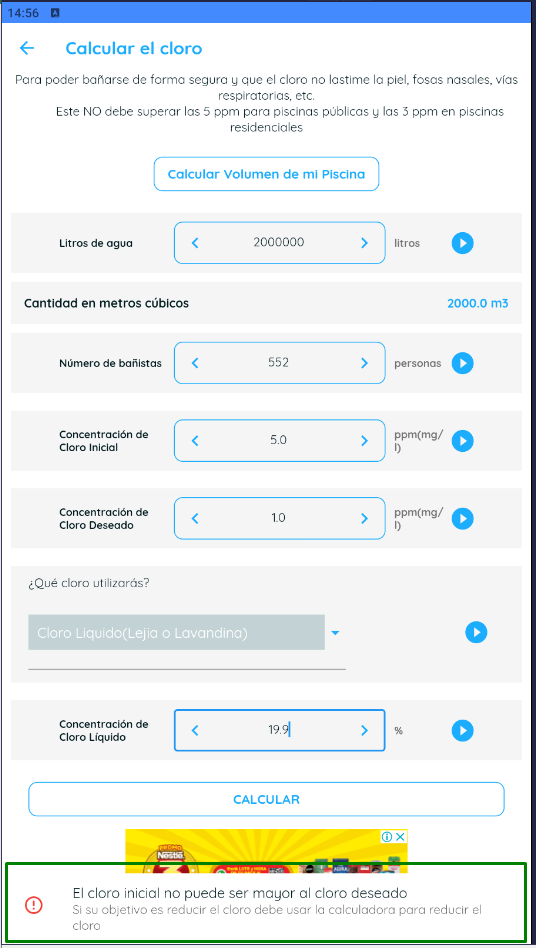 14:56
Calcular el cloro
Para poder bañarse de forma segura y que el cloro no lastime la piel, fosas nasales, vías
respiratorias, etc.
Este NO debe superar las 5 ppm para piscinas públicas y las 3 ppm en piscinas
residenciales
Calcular Volumen de mi Piscina
Litros de agua 2000000 litros
Cantidad en metros cúbicos 2000.0 m3
Número de bañistas 552 personas
Concentración de
Cloro Inicial 5.0 ppm(mg/
l)
Concentración de
Cloro Deseado 1.0 ppm(mg/
l)
¿Qué cloro utilizarás?
Cloro Liquido(Lejia o Lavandina)
Concentración de
Cloro Líquido 19.9 %
CALCULAR
Nestlé
El cloro inicial no puede ser mayor al cloro deseado
Si su objetivo es reducir el cloro debe usar la calculadora para reducir el
cloro